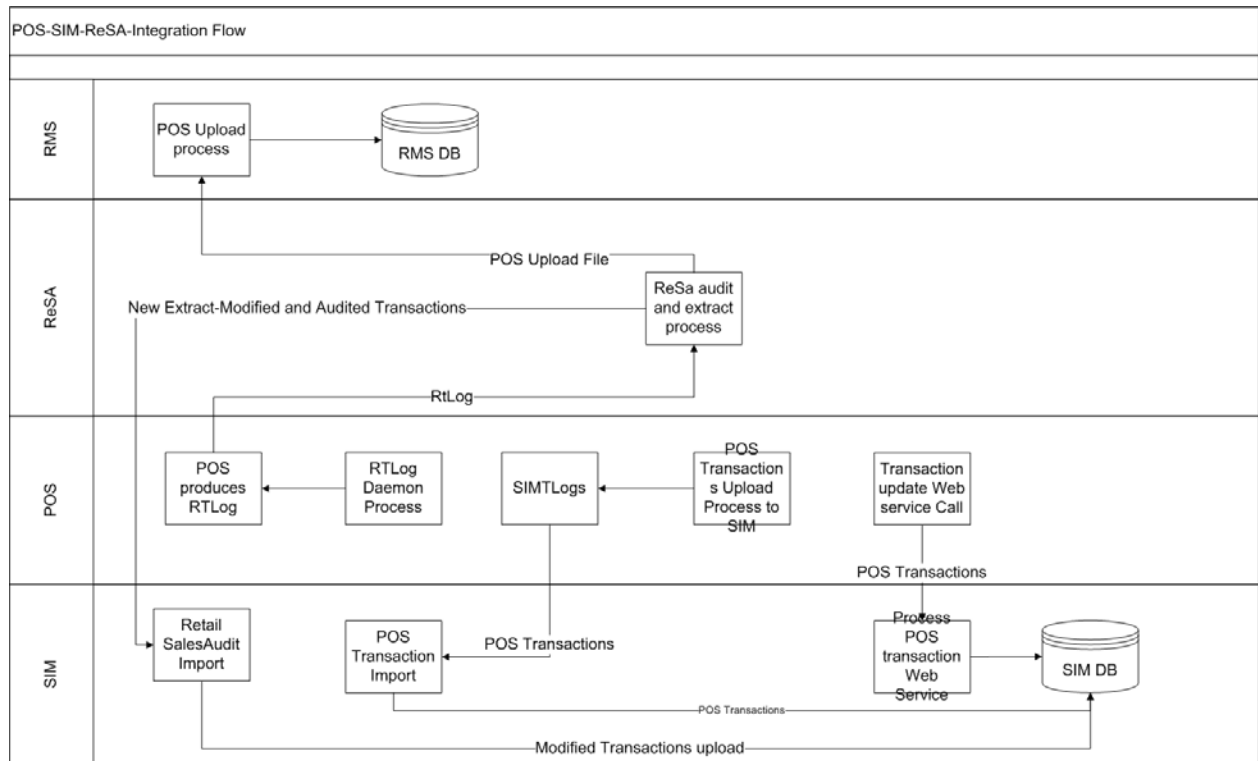 POS-SIM-ReSA-Integration Flow
RMS
POS Upload
process
RMS DB
ReSA
POS Upload File
ReSa audit
and extract
process
New Extract-Modified and Audited Transactions
RtLog
POS
POS
produces
RTLog
RTLog
Daemon
Process
SIMTLogs
POS
Transaction
s Upload
Process to
SIM
Transaction
update Web
service Call
POS Transactions
SIM
Retail
SalesAudit
Import
POS
Transaction
Import
POS Transactions
Process
POS
transaction
Web
Service
SIM DB
POS Transactions
Modified Transactions upload